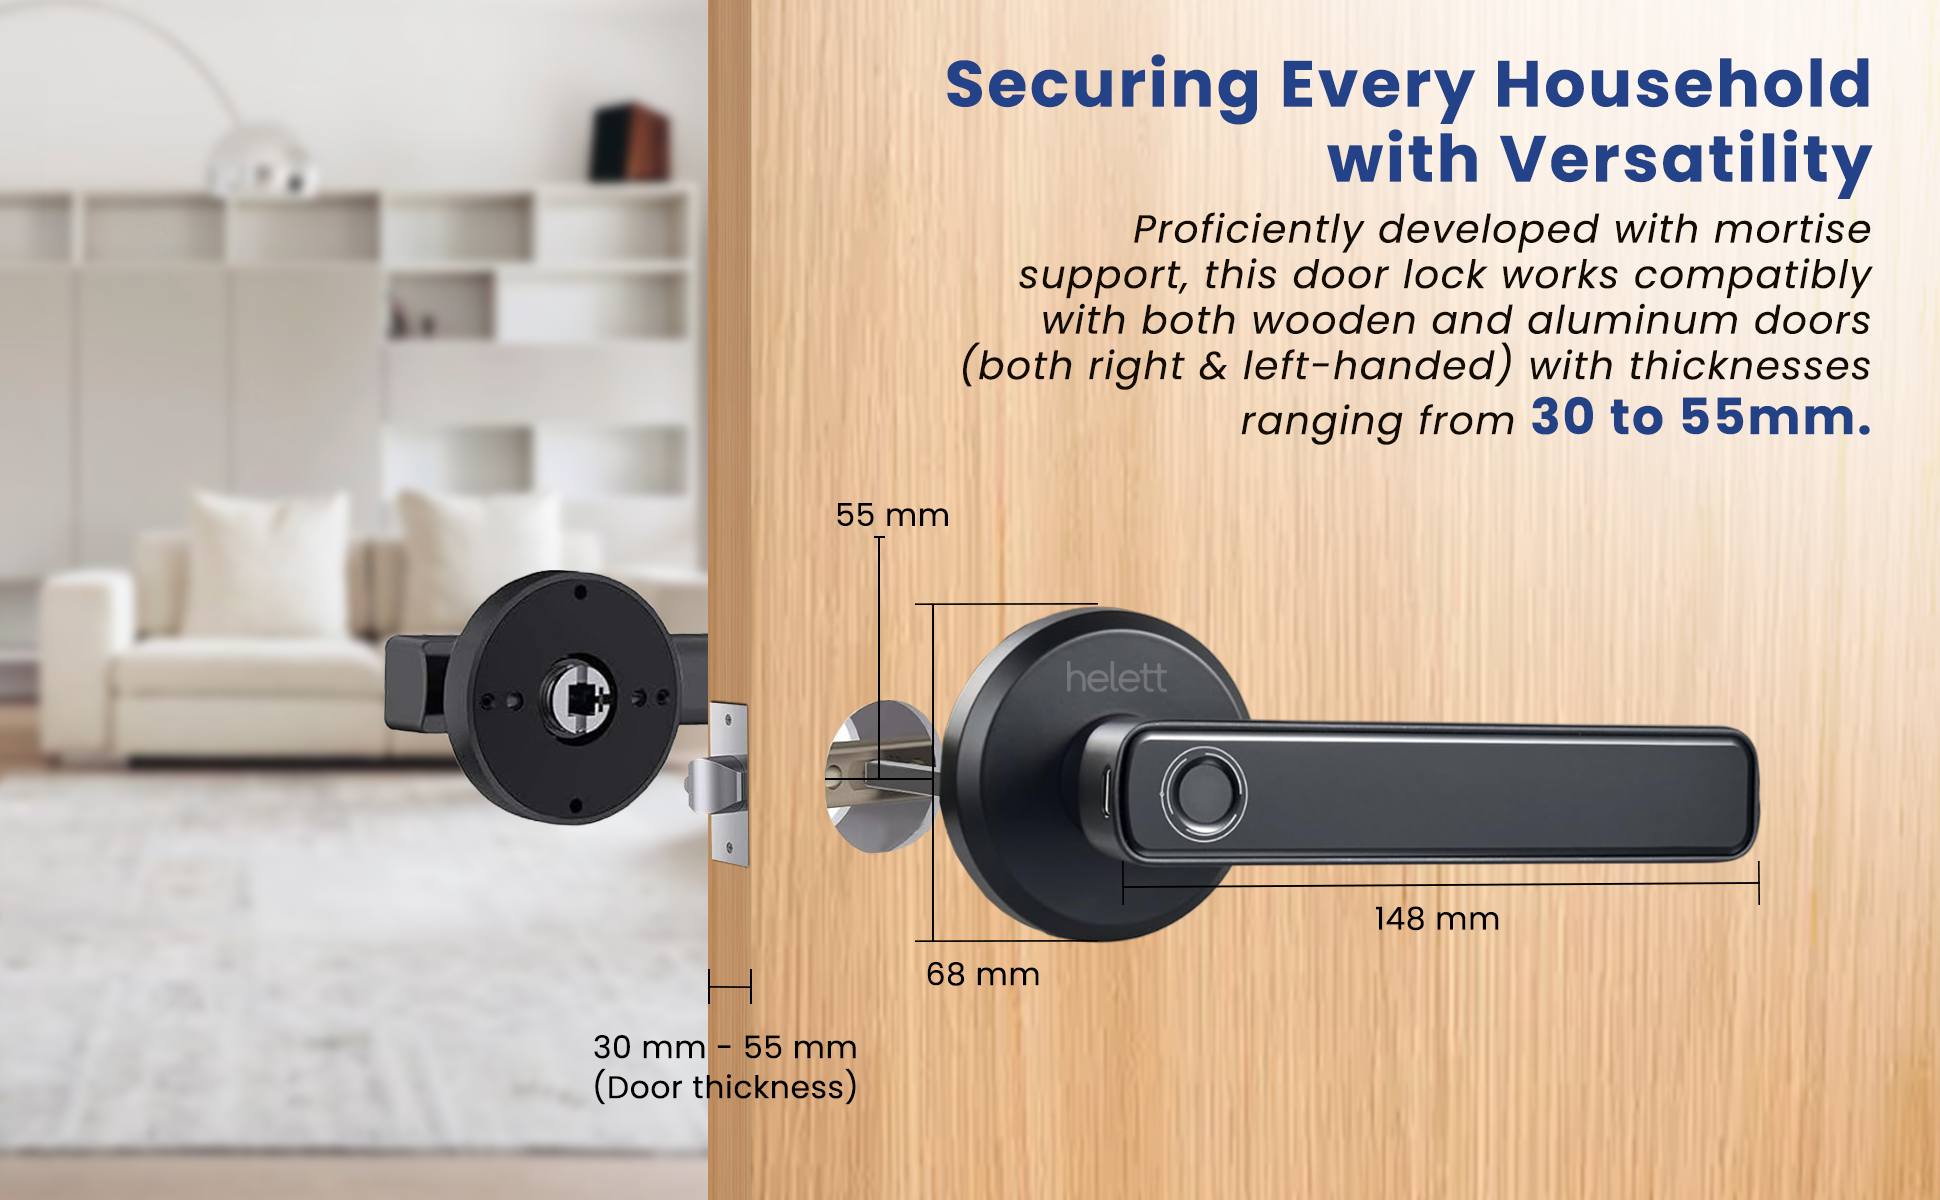 Securing Every Household
with Versatility
Proficiently developed with mortise
support, this door lock works compatibly
with both wooden and aluminum doors
(both right & left-handed) with thicknesses
ranging from 30 to 55mm.
55 mm
helett
148 mm
68 mm
30 mm - 55 mm
(Door thickness)